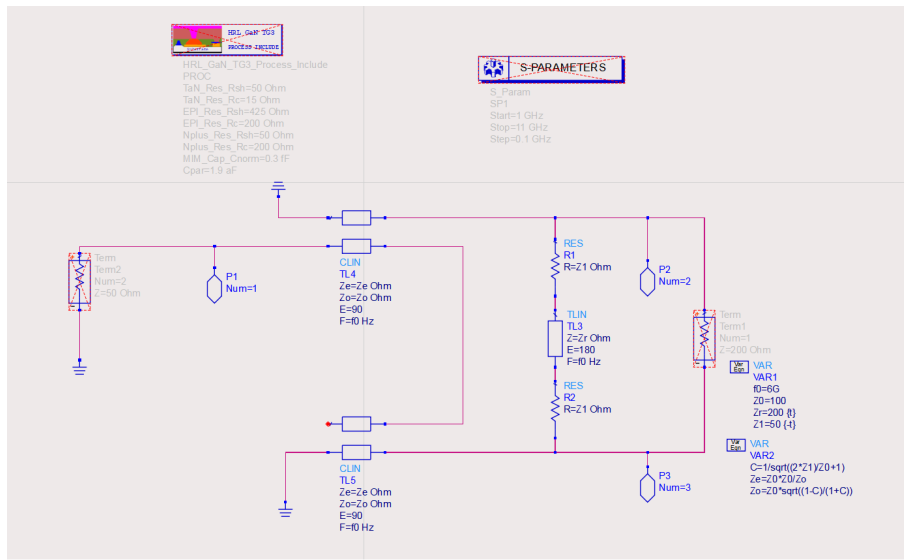 HRL_GaN_TG3
PROCESS-INCLUDE
HRL_GaN_TG3_Process_Include
PROC
TaN_Res_Rsh=50 Ohm
TaN_Res_Rc=15 Ohm
EPI_Res_Rsh=425 Ohm
EPI_Res_Rc=200 Ohm
Nplus_Res_Rsh=50 Ohm
Nplus_Res_Rc=200 Ohm
MIM_Cap_Cnorm=0.3 fF
Cpar=1.9 aF
S-PARAMETERS
S_Param
SP1
Start=1 GHz
Stop=11 GHz
Step=0.1 GHz
Term
Term2
Num=2
Z=50 Ohm
P1
Num=1
CLIN
TL4
Ze=Ze Ohm
Zo=Zo Ohm
E=90
F=f0 Hz
RES
R1
R=Z1 Ohm
P2
Num=2
TLIN
TL3
Z=Zr Ohm
E=180
F=f0 Hz
Term
Term1
Num=1
Z=200 Ohm
RES
R2
R=Z1 Ohm
Var
Eqn
VAR
VAR1
f0=6G
Z0=100
Zr=200 {t}
Z1=50 {-t}
CLIN
TL5
Ze=Ze Ohm
Zo=Zo Ohm
E=90
F=f0 Hz
P3
Num=3
Var
Eqn
VAR
VAR2
C=1/sqrt((2*Z1)/Z0+1)
Ze=Z0*Z0/Zo
Zo=Z0*sqrt((1-C)/(1+C))